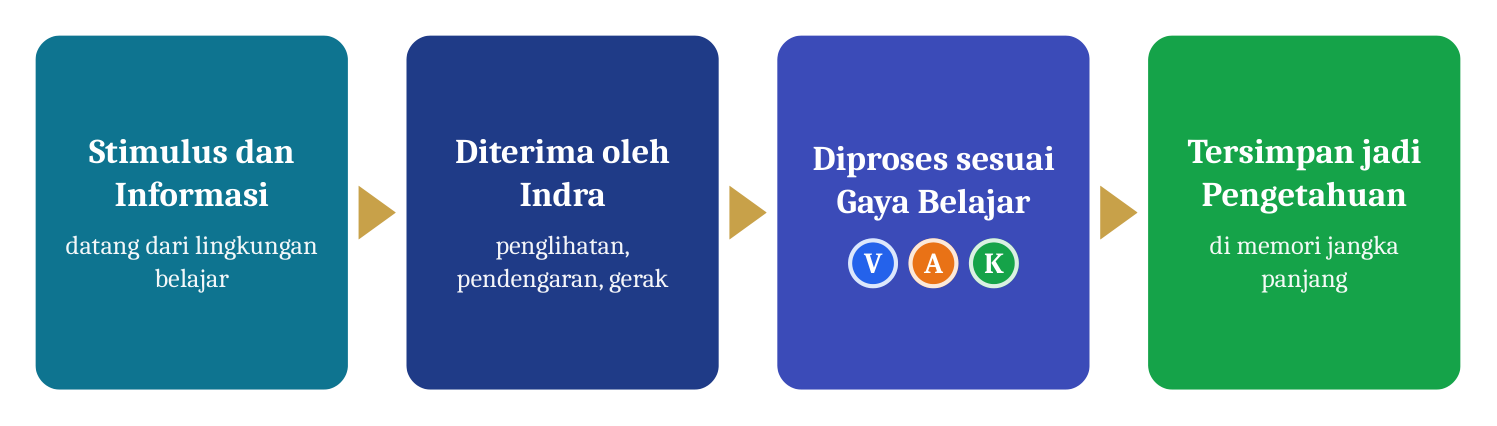 Stimulus dan
Informasi
datang dari lingkungan
belajar
Diterima oleh
Indra
penglihatan,
pendengaran, gerak
Diproses sesuai
Gaya Belajar
V A K
Tersimpan jadi
Pengetahuan
di memori jangka
panjang